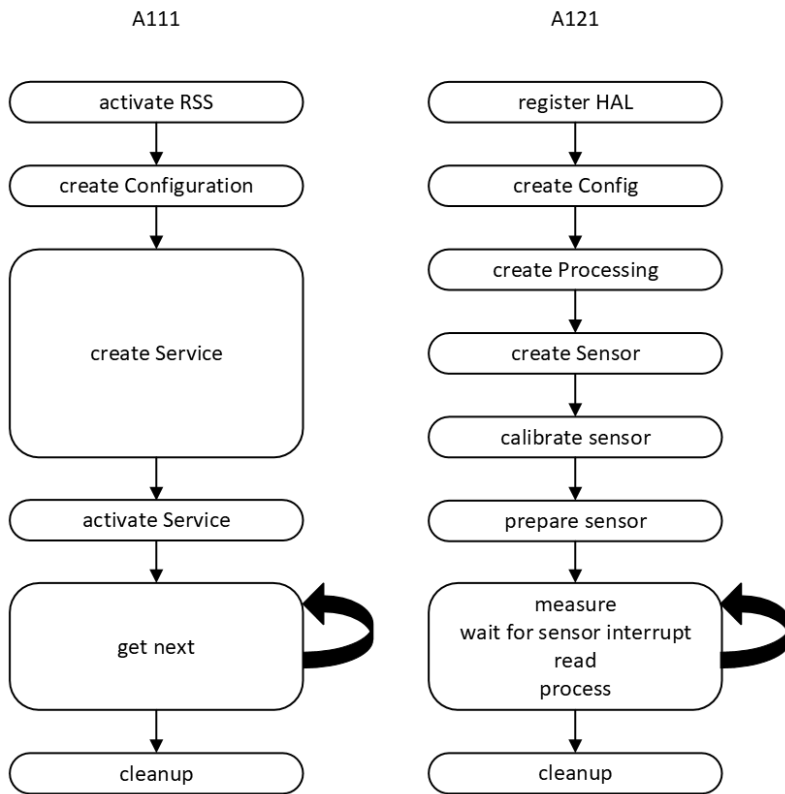 A111
activate RSS
create Configuration
create Service
activate Service
get next
cleanup
A121
register HAL
create Config
create Processing
create Sensor
calibrate sensor
prepare sensor
measure
wait for sensor interrupt
read
process
cleanup